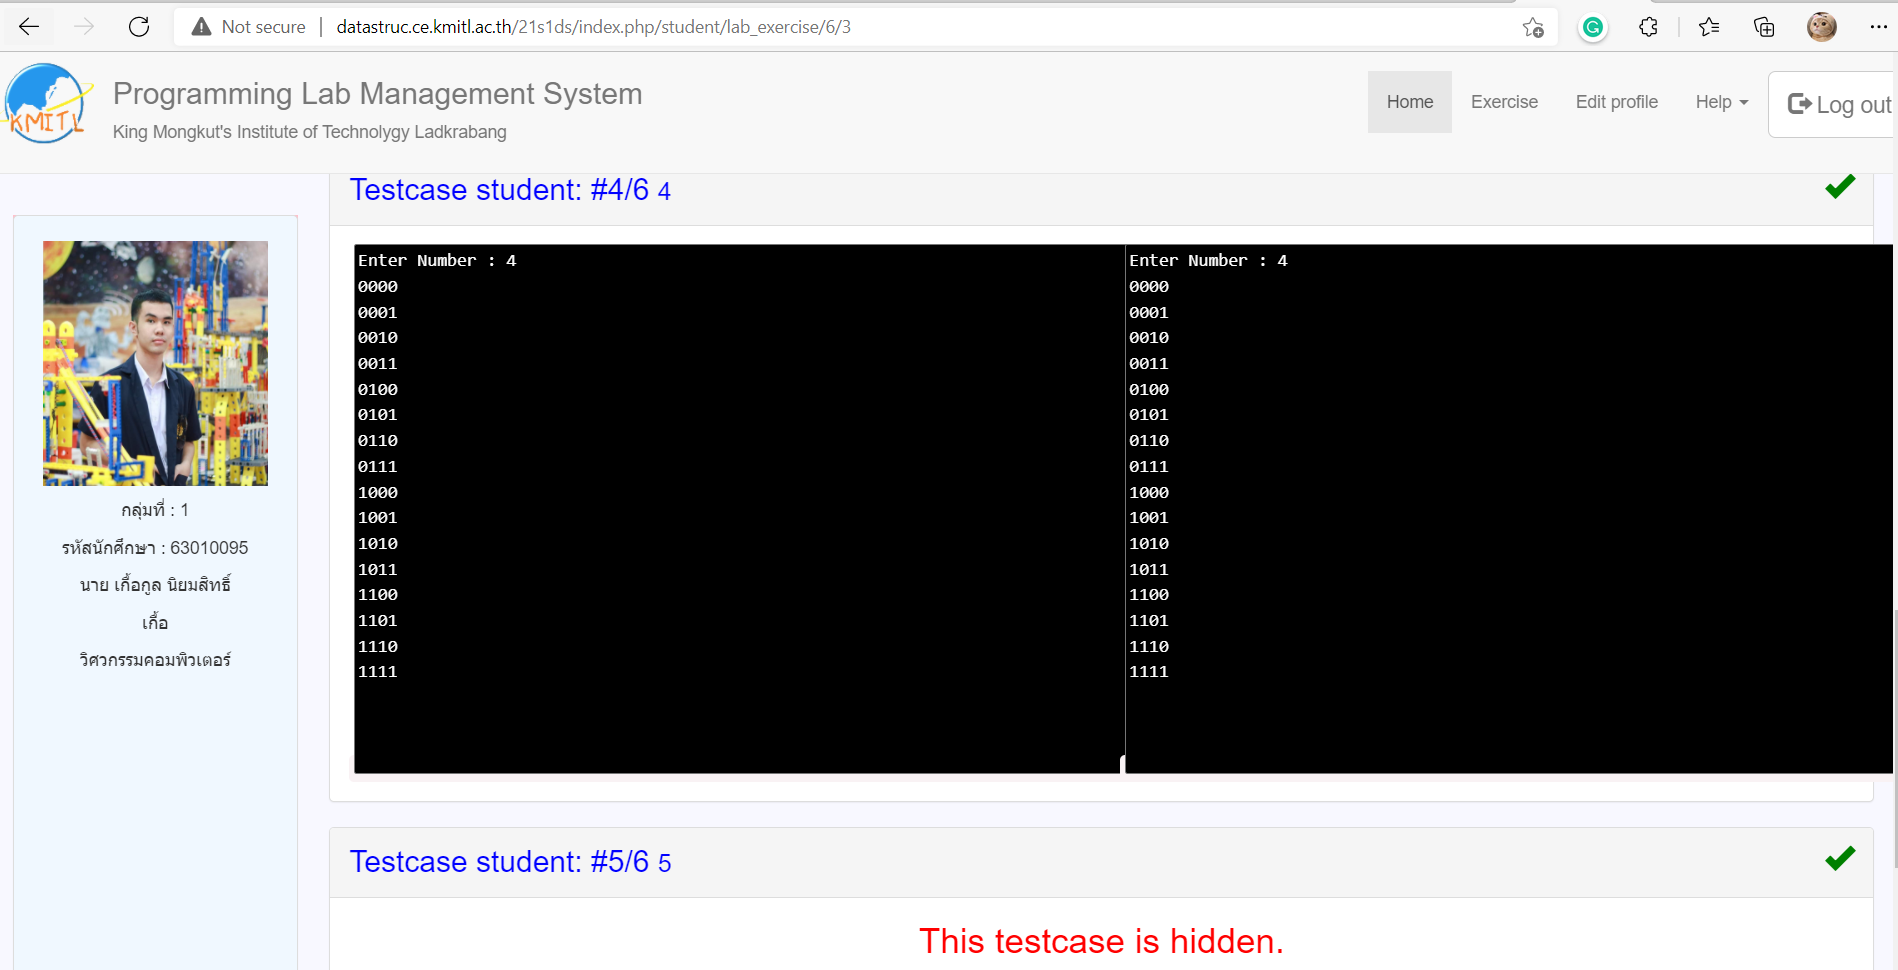 Not secure
datastruc.ce.kmitl.ac.th/21s1ds/index.php/student/lab_exercise/6/3
KMITL
Programming Lab Management System
King Mongkut's Institute of Technolygy Ladkrabang
Home
Exercise
Edit profile
Help
Log out
กลุ่มที่ : 1
รหัสนักศึกษา : 63010095
นาย เกื้อกูล นิยมสิทธิ์
เกื้อ
วิศวกรรมคอมพิวเตอร์
Testcase student: #4/6 4
Enter Number : 4
0000
0001
0010
0011
0100
0101
0110
0111
1000
1001
1010
1011
1100
1101
1110
1111
Enter Number : 4
0000
0001
0010
0011
0100
0101
0110
0111
1000
1001
1010
1011
1100
1101
1110
1111
Testcase student: #5/6 5
This testcase is hidden.